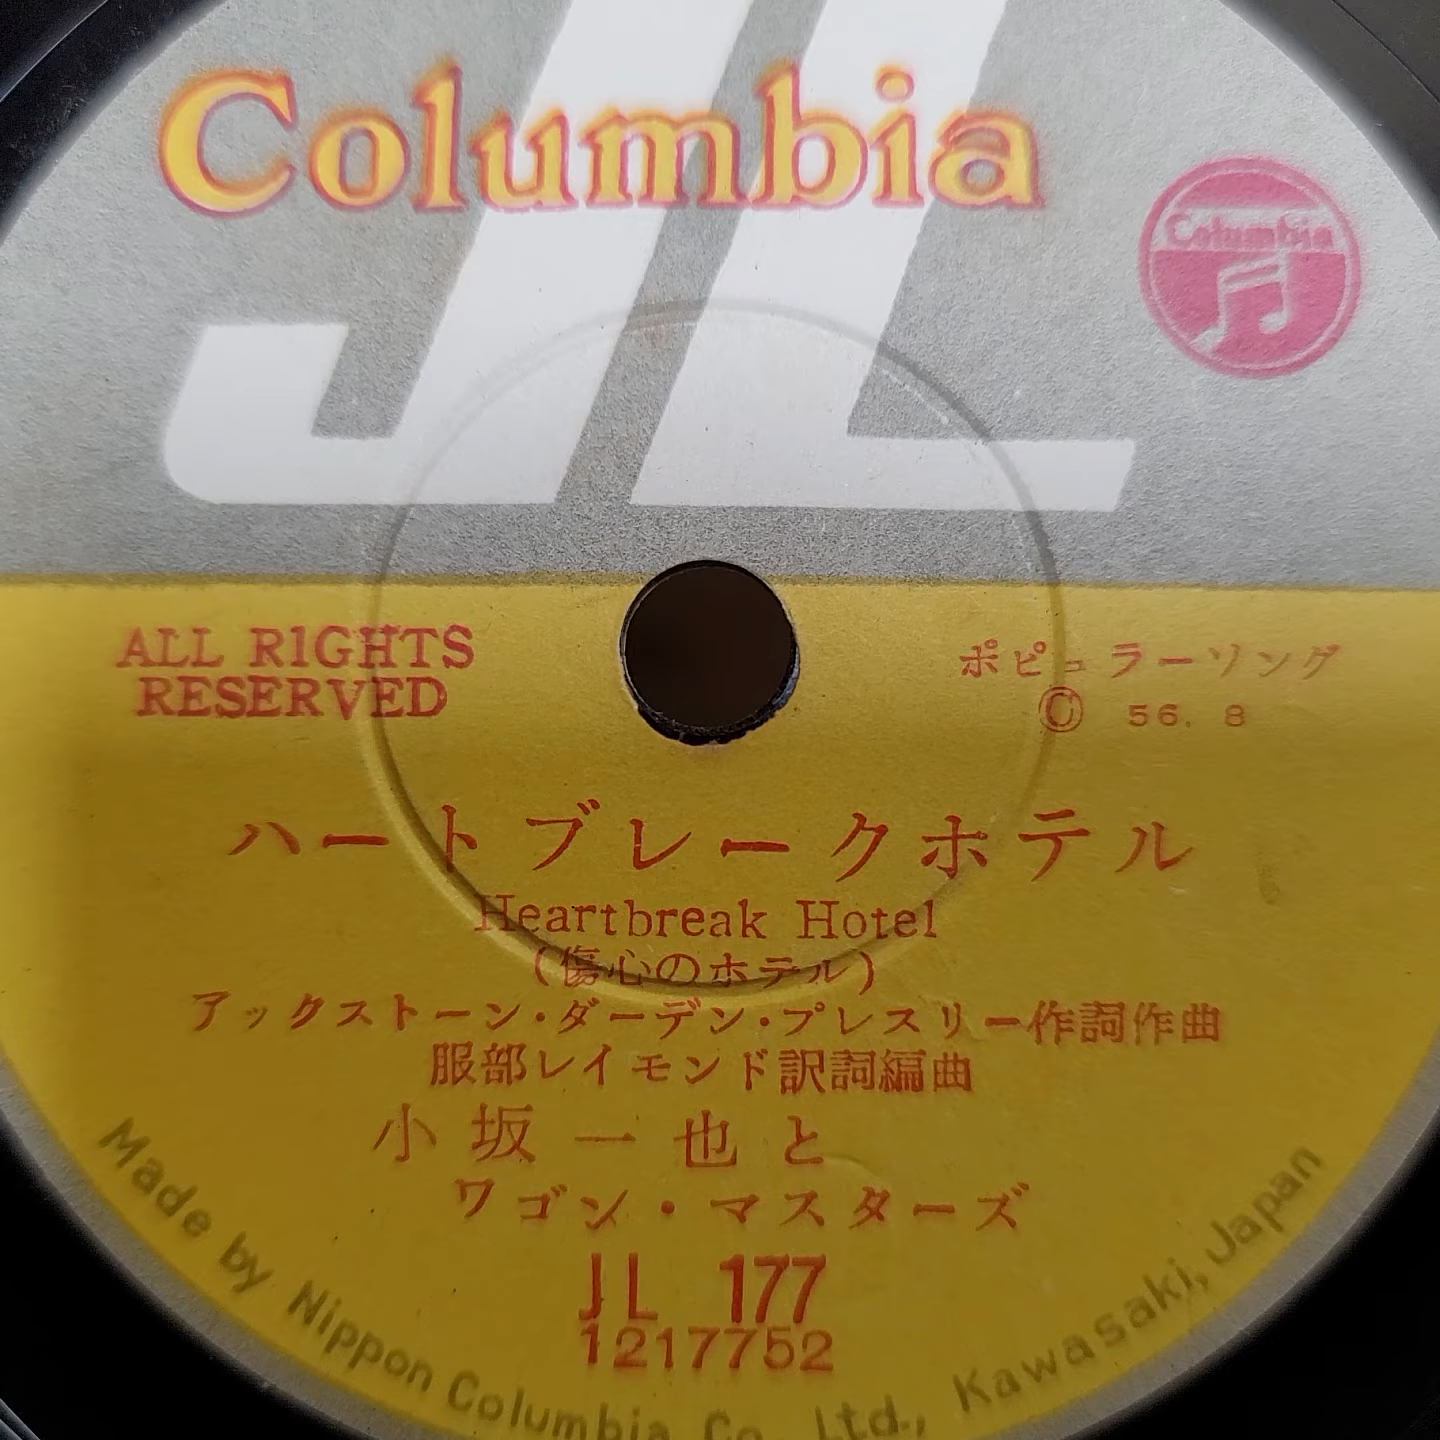 JL
Columbia
Columbia
ALL RIGHTS
RESERVED
ポピュラーソング
© 56. 8
ハートブレークホテル
Heartbreak Hotel
(傷心のホテル)
アックストーン・ダーデン・プレスリー作詞作曲
服部レイモンド訳詞編曲
小坂一也と
ワゴン・マスターズ
JL 177
1217752
Made by Nippon Columbia Co. Ltd., Kawasaki, Japan